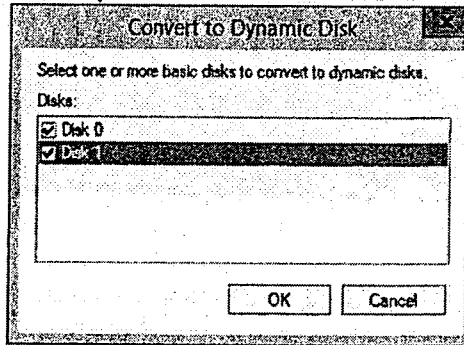 Convert to Dynamic Disk
Select one or more basic disks to convert to dynamic disks.
Disks:
Disk 0
Disk 1
OK
Cancel